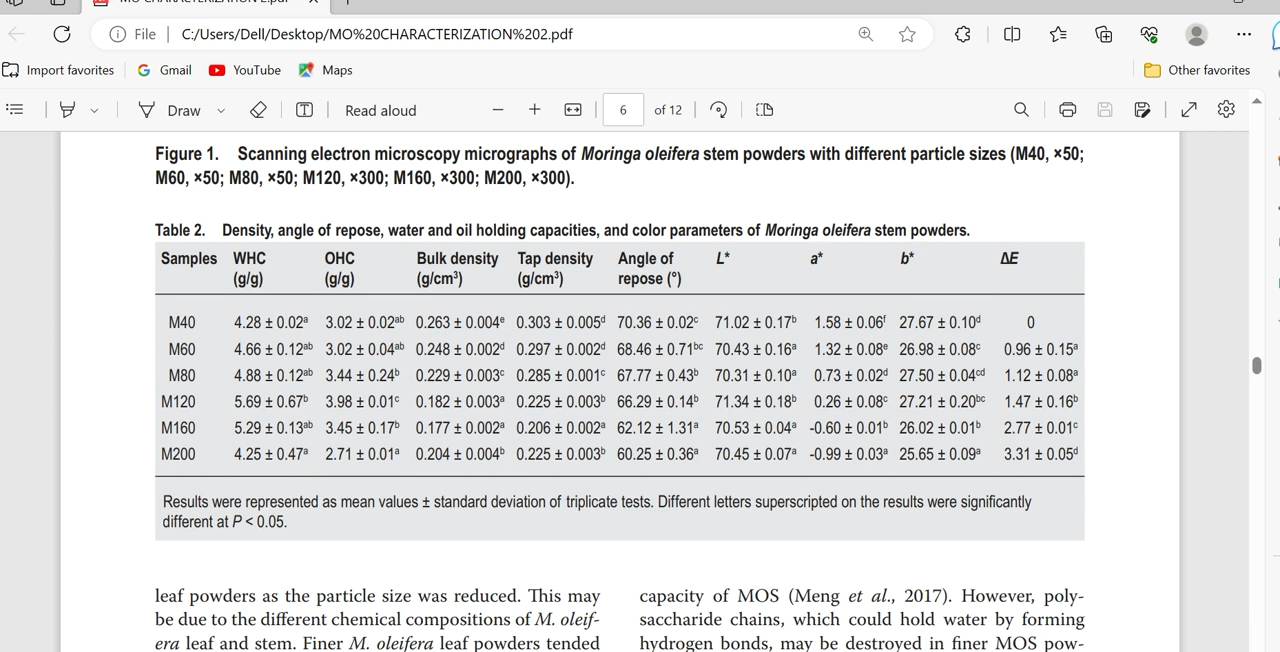 File C:/Users/Dell/Desktop/MO%20CHARACTERIZATION%202.pdf
Import favorites Gmail YouTube Maps Other favorites
Draw Read aloud 6 of 12
Figure 1. Scanning electron microscopy micrographs of Moringa oleifera stem powders with different particle sizes (M40, ×50;
M60, ×50; M80, ×50; M120, ×300; M160, ×300; M200, ×300).
Table 2. Density, angle of repose, water and oil holding capacities, and color parameters of Moringa oleifera stem powders.
Samples WHC OHC Bulk density Tap density Angle of L* a* b* ΔE
(g/g) (g/g) (g/cm³) (g/cm³) repose (°)
M40 4.28 ± 0.02ᵃ 3.02 ± 0.02ᵃᵇ 0.263 ± 0.004ᵉ 0.303 ± 0.005ᵈ 70.36 ± 0.02ᶜ 71.02 ± 0.17ᵇ 1.58 ± 0.06ᶠ 27.67 ± 0.10ᵈ 0
M60 4.66 ± 0.12ᵃᵇ 3.02 ± 0.04ᵃᵇ 0.248 ± 0.002ᵈ 0.297 ± 0.002ᵈ 68.46 ± 0.71ᵇᶜ 70.43 ± 0.16ᵃ 1.32 ± 0.08ᵉ 26.98 ± 0.08ᶜ 0.96 ± 0.15ᵃ
M80 4.88 ± 0.12ᵃᵇ 3.44 ± 0.24ᵇ 0.229 ± 0.003ᶜ 0.285 ± 0.001ᶜ 67.77 ± 0.43ᵇ 70.31 ± 0.10ᵃ 0.73 ± 0.02ᵈ 27.50 ± 0.04ᶜᵈ 1.12 ± 0.08ᵃ
M120 5.69 ± 0.67ᵇ 3.98 ± 0.01ᶜ 0.182 ± 0.003ᵃ 0.225 ± 0.003ᵇ 66.29 ± 0.14ᵇ 71.34 ± 0.18ᵇ 0.26 ± 0.08ᶜ 27.21 ± 0.20ᵇᶜ 1.47 ± 0.16ᵇ
M160 5.29 ± 0.13ᵃᵇ 3.45 ± 0.17ᵇ 0.177 ± 0.002ᵃ 0.206 ± 0.002ᵃ 62.12 ± 1.31ᵃ 70.53 ± 0.04ᵃ -0.60 ± 0.01ᵇ 26.02 ± 0.01ᵇ 2.77 ± 0.01ᶜ
M200 4.25 ± 0.47ᵃ 2.71 ± 0.01ᵃ 0.204 ± 0.004ᵇ 0.225 ± 0.003ᵇ 60.25 ± 0.36ᵃ 70.45 ± 0.07ᵃ -0.99 ± 0.03ᵃ 25.65 ± 0.09ᵃ 3.31 ± 0.05ᵈ
Results were represented as mean values ± standard deviation of triplicate tests. Different letters superscripted on the results were significantly
different at P < 0.05.
leaf powders as the particle size was reduced. This may
be due to the different chemical compositions of M. oleif-
era leaf and stem. Finer M. oleifera leaf powders tended
capacity of MOS (Meng et al., 2017). However, poly-
saccharide chains, which could hold water by forming
hydrogen bonds, may be destroyed in finer MOS pow-